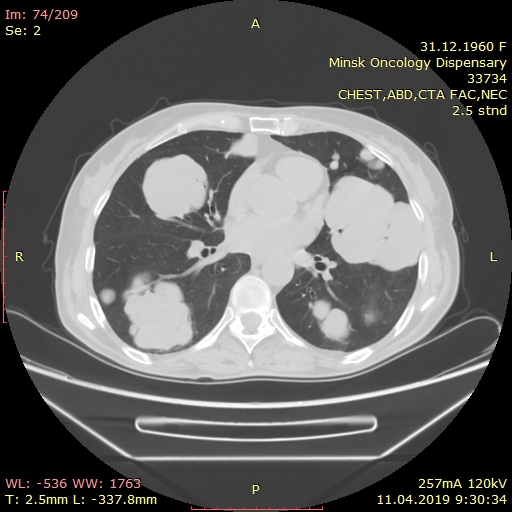 Im: 74/209
Se: 2
A
31.12.1960 F
Minsk Oncology Dispensary
33734
CHEST,ABD,CTA FAC,NEC
2.5 stnd
R
L
WL: -536 WW: 1763
T: 2.5mm L: -337.8mm
P
257mA 120kV
11.04.2019 9:30:34